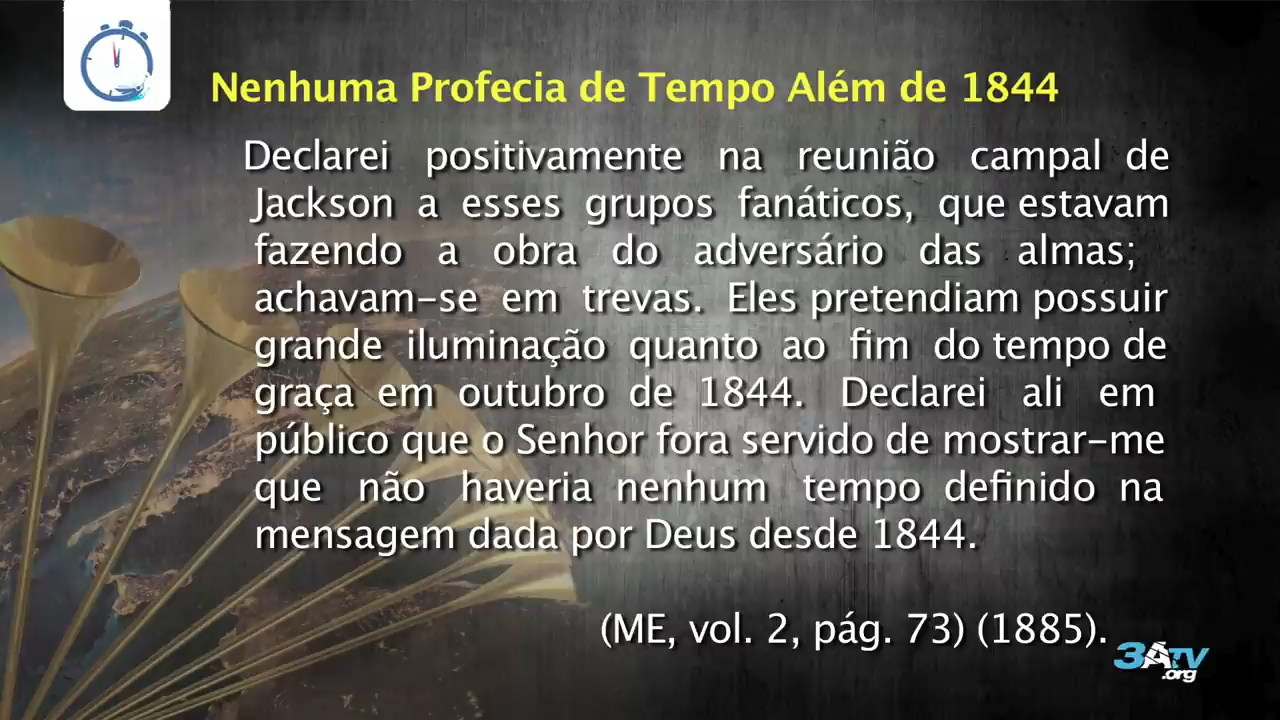 Nenhuma Profecia de Tempo Além de 1844
Declarei positivamente na reunião campal de
Jackson a esses grupos fanáticos, que estavam
fazendo a obra do adversário das almas;
achavam-se em trevas. Eles pretendiam possuir
grande iluminação quanto ao fim do tempo de
graça em outubro de 1844. Declarei ali em
público que o Senhor fora servido de mostrar-me
que não haveria nenhum tempo definido na
mensagem dada por Deus desde 1844.
(ME, vol. 2, pág. 73) (1885).
3ATV
.org